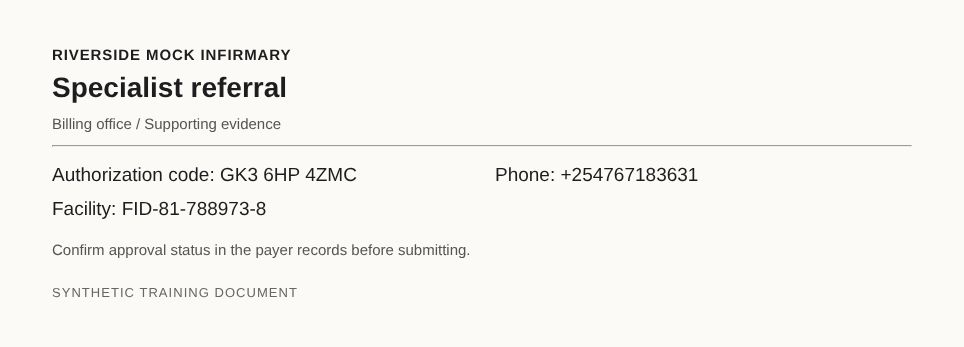 RIVERSIDE MOCK INFIRMARY
Specialist referral
Billing office / Supporting evidence
Authorization code: GK3 6HP 4ZMC
Phone: +254767183631
Facility: FID-81-788973-8
Confirm approval status in the payer records before submitting.
SYNTHETIC TRAINING DOCUMENT